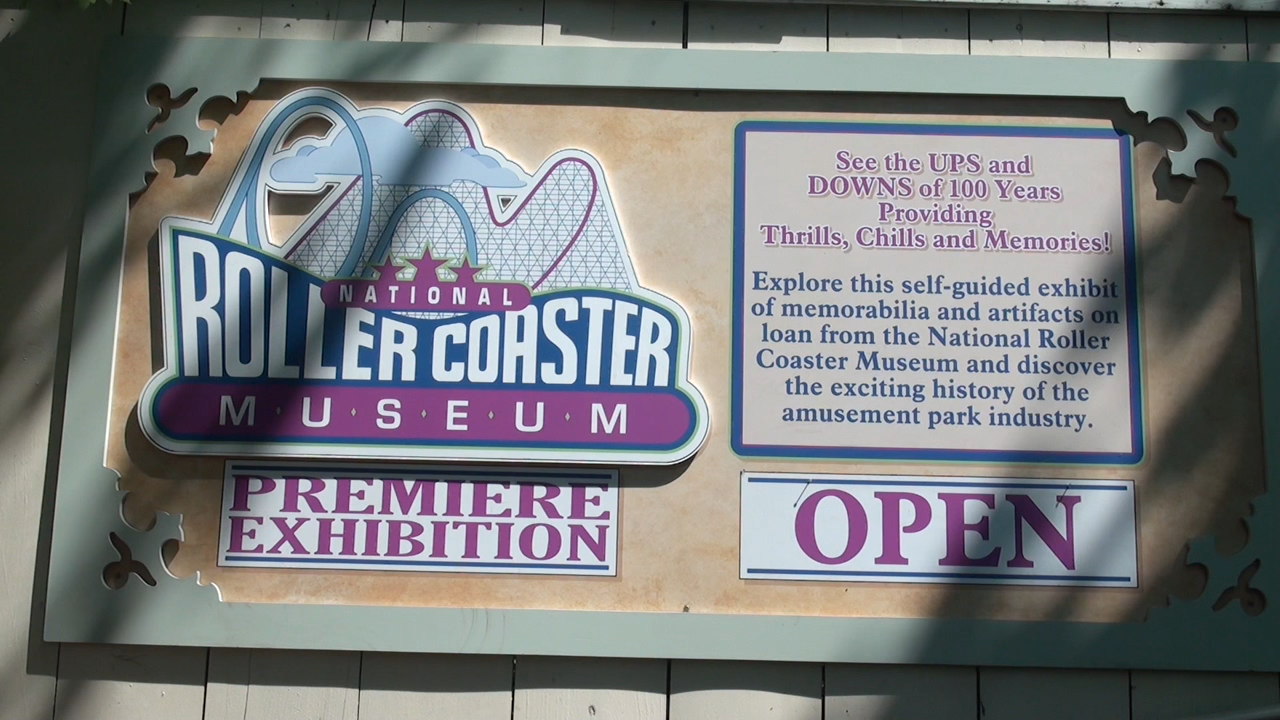 NATIONAL
ROLLER COASTER
M·U·S·E·U·M
PREMIERE
EXHIBITION
See the UPS and
DOWNS of 100 Years
Providing
Thrills, Chills and Memories!
Explore this self-guided exhibit
of memorabilia and artifacts on
loan from the National Roller
Coaster Museum and discover
the exciting history of the
amusement park industry.
OPEN